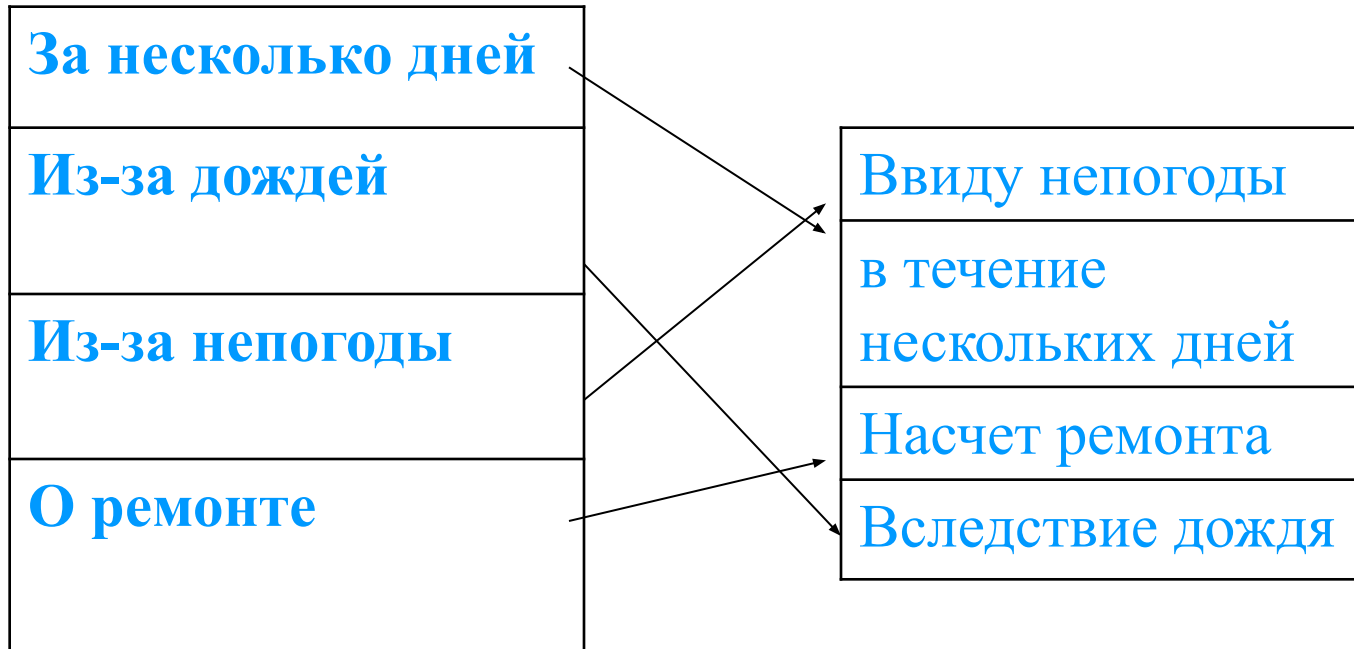 За несколько дней
Из-за дождей
Из-за непогоды
О ремонте
Ввиду непогоды
в течение
нескольких дней
Насчет ремонта
Вследствие дождя